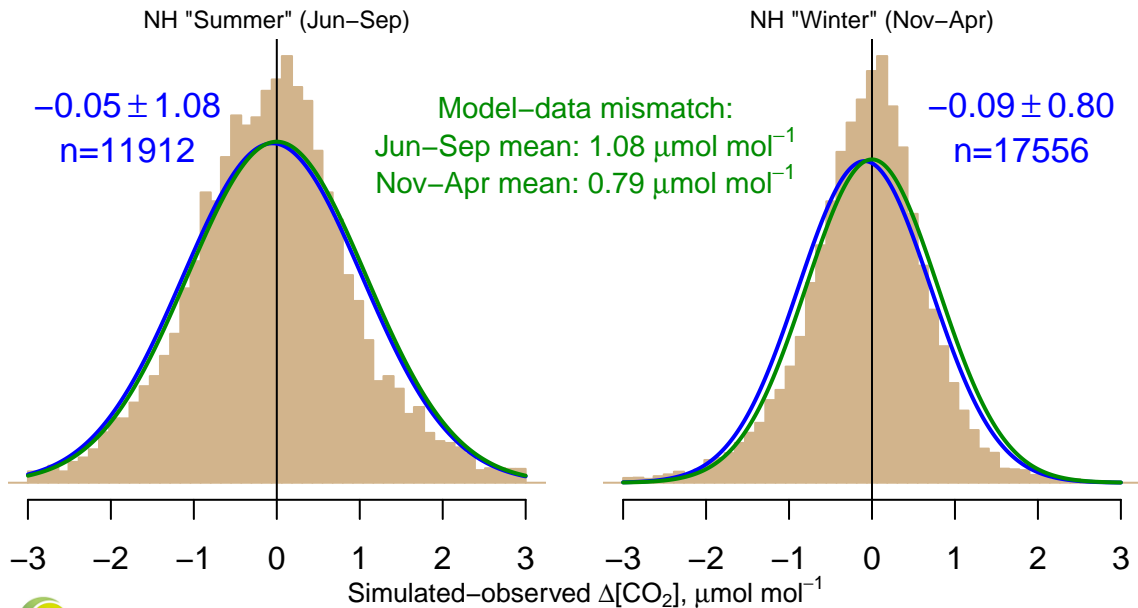 NH "Summer" (Jun−Sep)
NH "Winter" (Nov−Apr)
−0.05 ± 1.08
n=11912
Model−data mismatch:
Jun−Sep mean: 1.08 μmol mol⁻¹
Nov−Apr mean: 0.79 μmol mol⁻¹
−0.09 ± 0.80
n=17556
−3 −2 −1 0 1 2 3
−3 −2 −1 0 1 2 3
Simulated−observed Δ[CO₂], μmol mol⁻¹